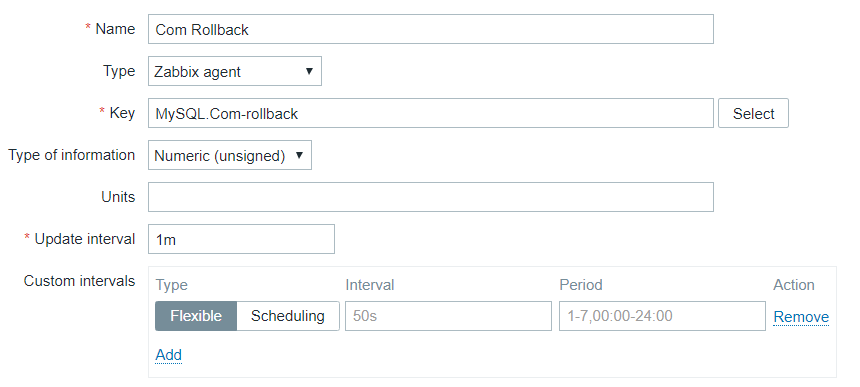 * Name Com Rollback
Type Zabbix agent
* Key MySQL.Com-rollback Select
Type of information Numeric (unsigned)
Units
* Update interval 1m
Custom intervals Type Interval Period Action
Flexible Scheduling 50s 1-7,00:00-24:00 Remove
Add